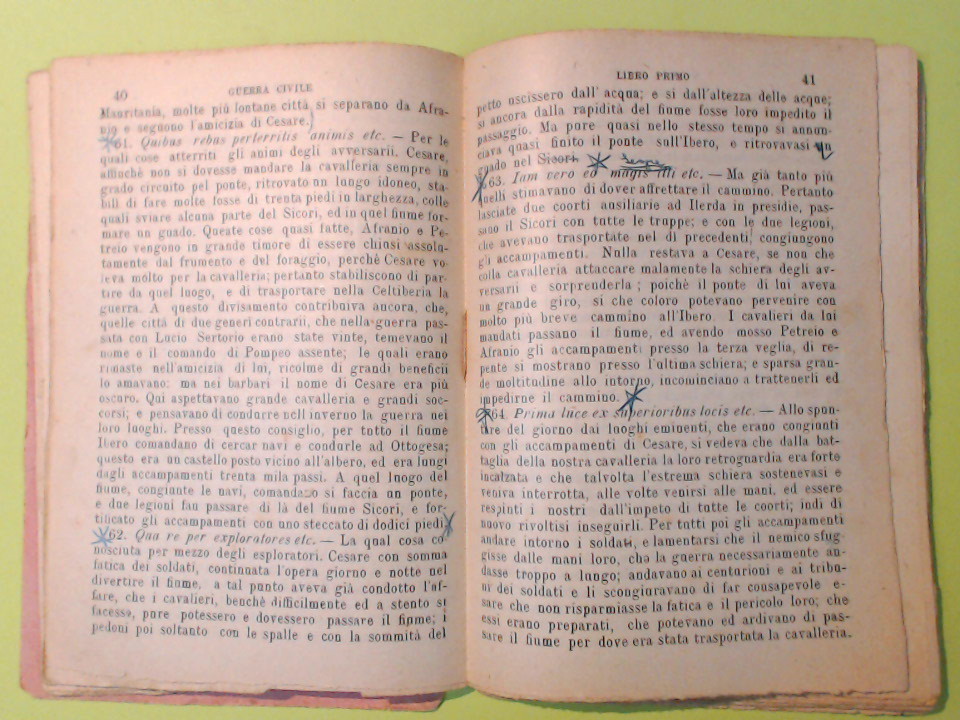 40 GUERRA CIVILE
Mauritania, molte più lontane città si separano da Afra-
nio e seguono l'amicizia di Cesare.
61. Quibus rebus perterritis animis etc. — Per le
quali cose atterriti gli animi degli avversarii. Cesare,
affinchè non si dovesse mandare la cavalleria sempre in
grado circuito pel ponte, ritrovato un luogo idoneo, sta-
bilì di fare molte fosse di trenta piedi in larghezza, colle
quali sviare alcuna parte del Sicori, ed in quel fiume for-
mare un guado. Queste cose quasi fatte, Afranio e Pe-
treio vengono in grande timore di essere chiusi assolu-
tamente dal frumento e del foraggio, perchè Cesare vo-
leva molto per la cavalleria; pertanto stabiliscono di par-
tire da quel luogo, e di trasportare nella Celtiberia la
guerra. A questo divisamento contribuiva ancora, che,
quelle città di due generi contrarii, che nella guerra pas-
sata con Lucio Sertorio erano state vinte, temevano il
nome e il comando di Pompeo assente; le quali erano
rimaste nell'amicizia di lui, ricolme di grandi beneficii
lo amavano: ma nei barbari il nome di Cesare era più
oscuro. Qui aspettavano grande cavalleria e grandi soc-
corsi; e pensavano di condurre nell inverno la guerra nei
loro luoghi. Presso questo consiglio, per tutto il fiume
Ibero comandano di cercar navi e condurle ad Ottogesa;
questo era un castello posto vicino all'albero, ed era lungi
dagli accampamenti trenta mila passi. A quel luogo del
fiume, congiunte le navi, comandano si faccia un ponte,
e due legioni fan passare di là del fiume Sicori, e for-
tificato gli accampamenti con uno steccato di dodici piedi
62. Qua re per exploratores etc. — La qual cosa co
nosciuta per mezzo degli esploratori. Cesare con somma
fatica dei soldati, continuata l'opera giorno e notte nel
divertire il fiume, a tal punto aveva già condotto l'af-
fare, che i cavalieri, benchè difficilmente ed a stento si
facesse, pure potessero e dovessero passare il fiume; i
pedoni poi soltanto con le spalle e con la sommità del
LIBRO PRIMO 41
petto uscissero dall' acqua; e si dall'altezza delle acque;
si ancora dalla rapidità del fiume fosse loro impedito il
passaggio. Ma pure quasi nello stesso tempo si annun-
ciava quasi finito il ponte sull'Ibero, e ritrovavasi un
guado nel Sicori
63. Iam vero eo magis illi etc. — Ma già tanto più
quelli stimavano di dover affrettare il cammino. Pertanto
lasciate due coorti ausiliarie ad Ilerda in presidie, pas-
sano il Sicori con tutte le truppe; e con le due legioni,
che avevano trasportate nel dì precedenti, congiungono
gli accampamenti. Nulla restava a Cesare, se non che
colla cavalleria attaccare malamente la schiera degli av-
versarii e sorprenderla; poichè il ponte di lui aveva
un grande giro, si che coloro potevano pervenire con
molto più breve cammino all'Ibero. I cavalieri da lui
mandati passano il fiume, ed avendo mosso Petreio e
Afranio gli accampamenti presso la terza veglia, di re-
pente si mostrano presso l'ultima schiera; e sparsa gran-
de moltitudine allo intorno, incominciano a trattenerli ed
impedirne il cammino.
64. Prima luce ex superioribus locis etc. — Allo spun-
tare del giorno dai luoghi eminenti, che erano congiunti
con gli accampamenti di Cesare, si vedeva che dalla bat-
taglia della nostra cavalleria la loro retroguardia era forte
incalzata e che talvolta l'estrema schiera sostenevasi e
veniva interrotta, alle volte venirsi alle mani, ed essere
respinti i nostri dall'impeto di tutte le coorti; indi di
nuovo rivoltisi inseguirli. Per tutti poi gli accampamenti
andare intorno i soldati, e lamentarsi che il nemico sfug-
gisse dalle mani loro, cha la guerra necessariamente an-
dasse troppo a lungo; andavano ai centurioni e ai tribu-
ni dei soldati e li scongiuravano di far consapevole e-
sare che non risparmiasse la fatica e il pericolo loro; che
essi erano preparati, che potevano ed ardivano di pas-
sare il fiume per dove era stata trasportata la cavalleria.